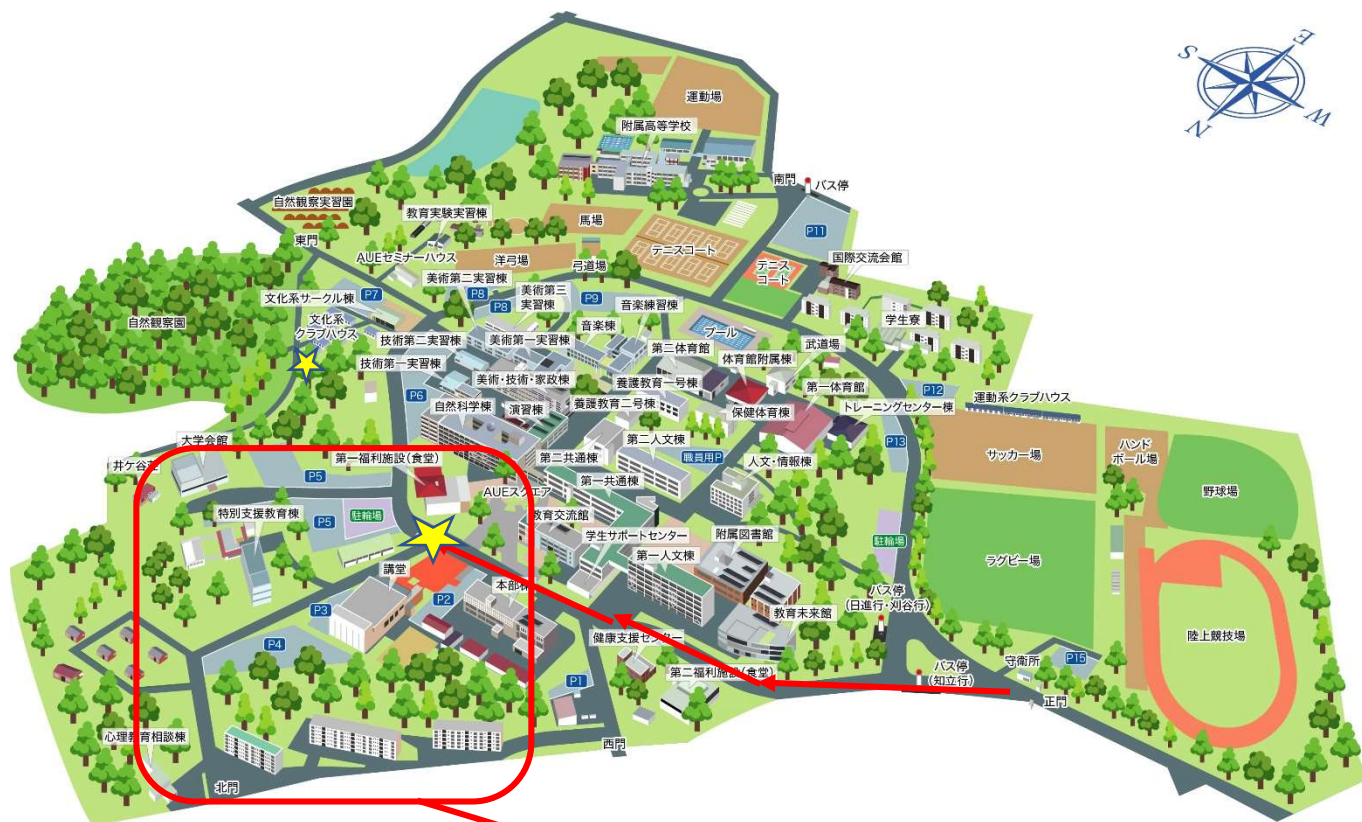 E
S
W
N
運動場
附属高等学校
南門
バス停
自然観察実習園
教育実験実習棟
馬場
P11
東門
テニスコート
AUEセミナーハウス
洋弓場
弓道場
テニス
コート
国際交流会館
美術第二実習棟
文化系サークル棟
P7
P8
P8
美術第三
実習棟
P9
音楽練習棟
学生寮
自然観察園
文化系
クラブハウス
技術第二実習棟
美術第一実習棟
音楽棟
プール
第二体育館
武道場
体育館附属棟
技術第一実習棟
美術・技術・家政棟
養護教育一号棟
第一体育館
P12
運動系クラブハウス
P6
自然科学棟
演習棟
養護教育二号棟
保健体育棟
トレーニングセンター棟
大学会館
第二人文棟
P13
ハンド
ボール場
井ケ谷荘
第一福利施設(食堂)
第二共通棟
職員用P
人文・情報棟
サッカー場
P5
第一共通棟
野球場
AUEスクエア
特別支援教育棟
P5
駐輪場
教育交流館
学生サポートセンター
附属図書館
第一人文棟
駐輪場
ラグビー場
講堂
本部棟
バス停
(日進行・刈谷行)
P3
P2
教育未来館
陸上競技場
P4
健康支援センター
守衛所
P15
第二福利施設(食堂)
バス停
(知立行)
P1
正門
心理教育相談棟
西門
北門